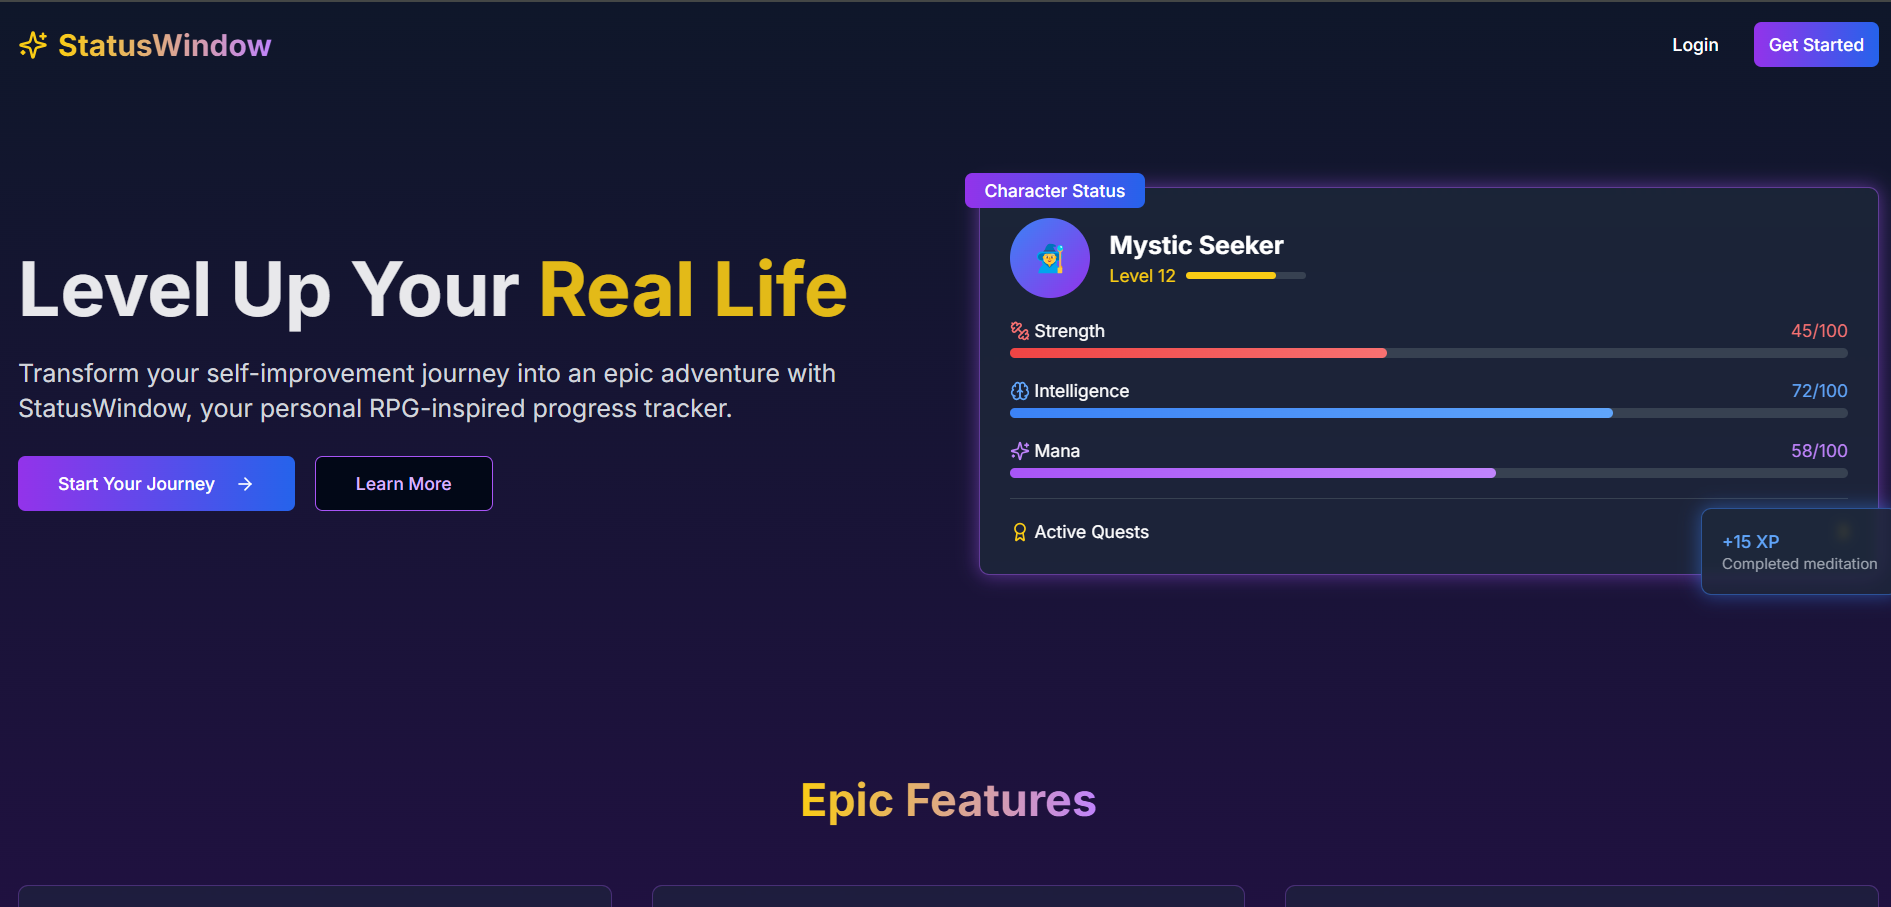 StatusWindow
Login
Get Started
Level Up Your Real Life
Transform your self-improvement journey into an epic adventure with
StatusWindow, your personal RPG-inspired progress tracker.
Start Your Journey
Learn More
Character Status
Mystic Seeker
Level 12
Strength
45/100
Intelligence
72/100
Mana
58/100
Active Quests
+15 XP
Completed meditation
Epic Features